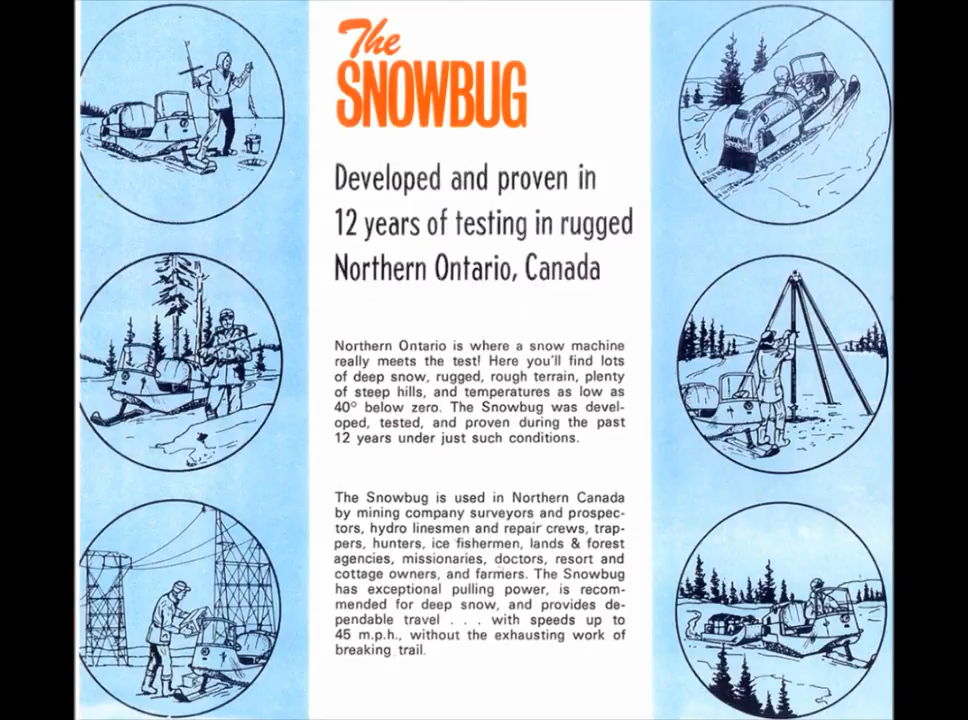 The
SNOWBUG
Developed and proven in
12 years of testing in rugged
Northern Ontario, Canada
Northern Ontario is where a snow machine
really meets the test! Here you'll find lots
of deep snow, rugged, rough terrain, plenty
of steep hills, and temperatures as low as
40° below zero. The Snowbug was devel-
oped, tested, and proven during the past
12 years under just such conditions.
The Snowbug is used in Northern Canada
by mining company surveyors and prospec-
tors, hydro linesmen and repair crews, trap-
pers, hunters, ice fishermen, lands & forest
agencies, missionaries, doctors, resort and
cottage owners, and farmers. The Snowbug
has exceptional pulling power, is recom-
mended for deep snow, and provides de-
pendable travel . . . with speeds up to
45 m.p.h., without the exhausting work of
breaking trail.